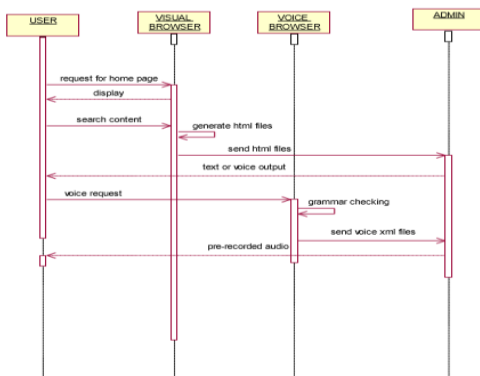 USER
VISUAL
BROWSER
VOICE
BROWSER
ADMIN
request for home page
display
search content
generate html files
send html files
text or voice output
voice request
grammar checking
send voice xml files
pre-recorded audio